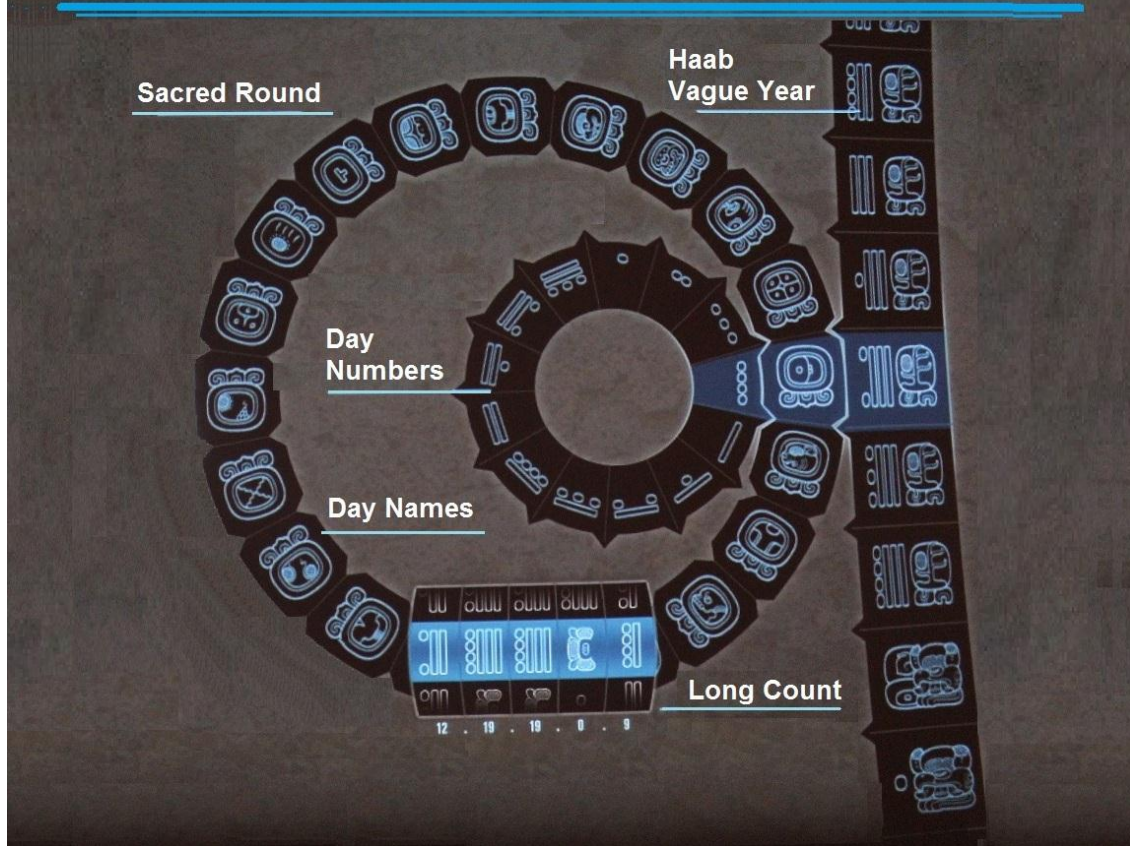 Haab
Vague Year
Sacred Round
Day
Numbers
Day Names
Long Count
12 . 19 . 19 . 0 . 9